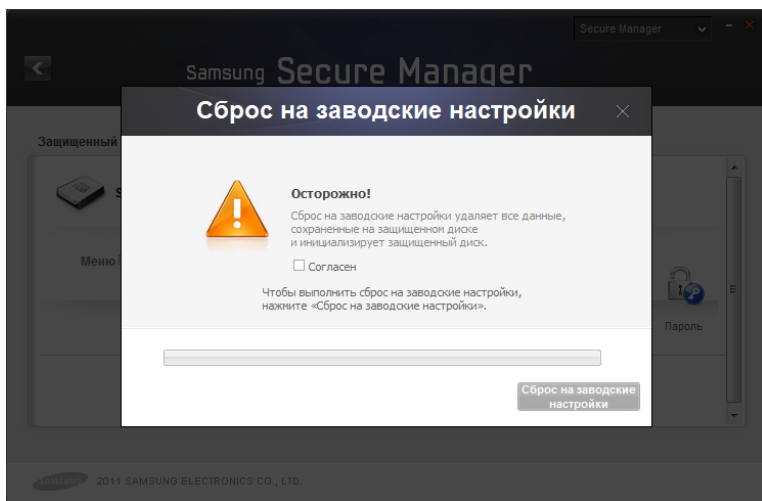 Secure Manager
Samsung Secure Manager
Сброс на заводские настройки
Защищенный
S
Осторожно!
Сброс на заводские настройки удаляет все данные,
сохраненные на защищенном диске
и инициализирует защищенный диск.
Меню
Согласен
Чтобы выполнить сброс на заводские настройки,
нажмите «Сброс на заводские настройки».
Пароль
Сброс на заводские
настройки
SAMSUNG 2011 SAMSUNG ELECTRONICS CO., LTD.